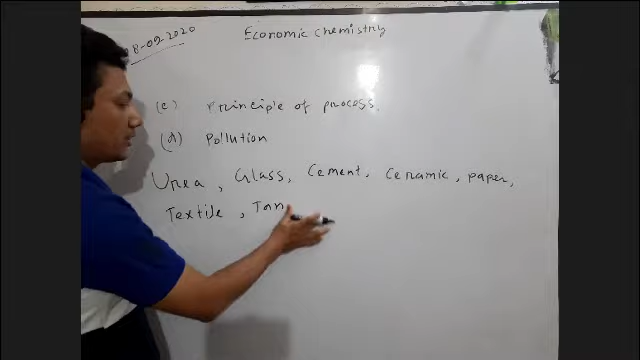 8-09-2020
Economic chemistry
(c) Principle of process.
(d) Pollution
Urea, Glass, Cement, Ceramic, paper,
Textile, Tan